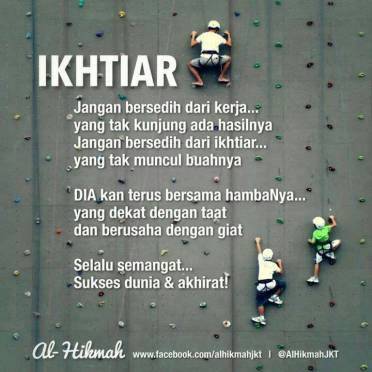 IKHTIAR
Jangan bersedih dari kerja...
yang tak kunjung ada hasilnya
Jangan bersedih dari ikhtiar...
yang tak muncul buahnya
DIA kan terus bersama hambaNya...
yang dekat dengan taat
dan berusaha dengan giat
Selalu semangat...
Sukses dunia & akhirat!
Al-Hikmah www.facebook.com/alhikmahjkt | @AlHikmahJKT